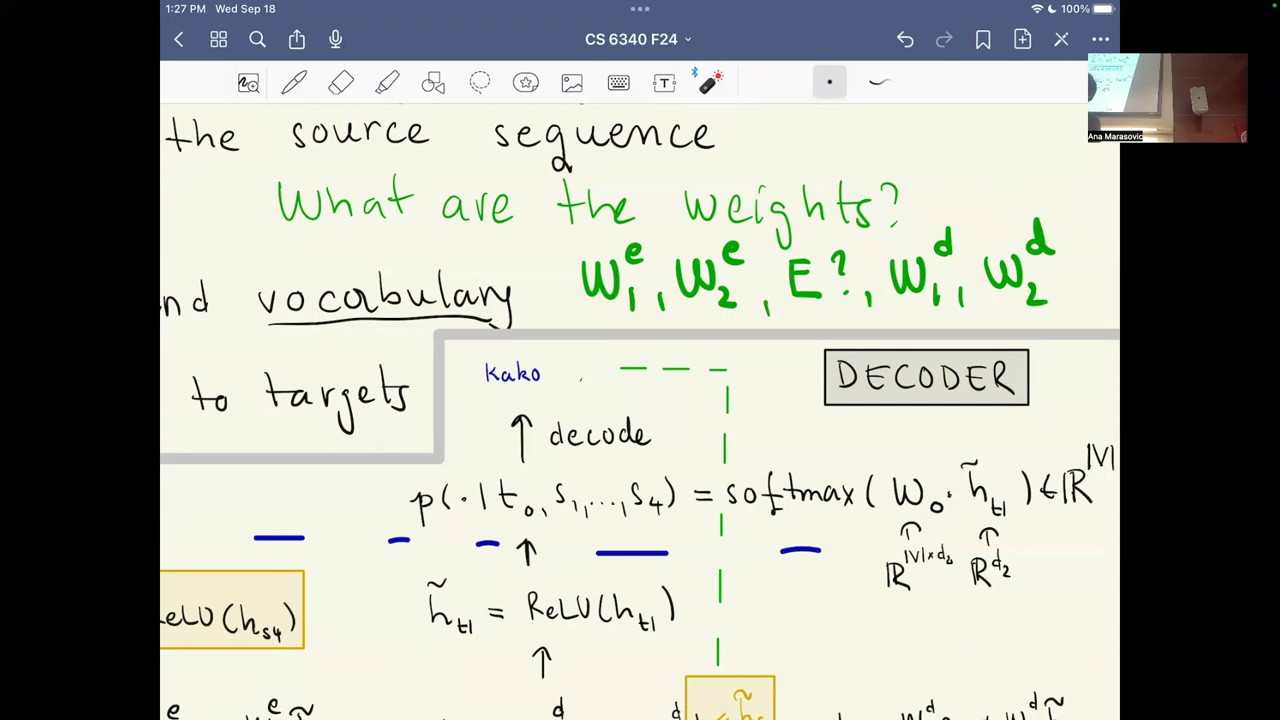 1:27 PM Wed Sep 18
100%
CS 6340 F24
Ana Marasovic
the source sequence
What are the weights?
W₁ᵉ, W₂ᵉ, E?, W₁ᵈ, W₂ᵈ
nd vocabulary
to targets
kako
DECODER
↑ decode
p(·|t₀, s₁, ..., s₄) = softmax(W₀ · h̃ₜ₁) ∈ ℝ^|V|
↑ ↑ ↑
ℝ^|V|×d₂ ℝ^d₂
eLU(hₛ₄)
h̃ₜ₁ = ReLU(hₜ₁)
↑